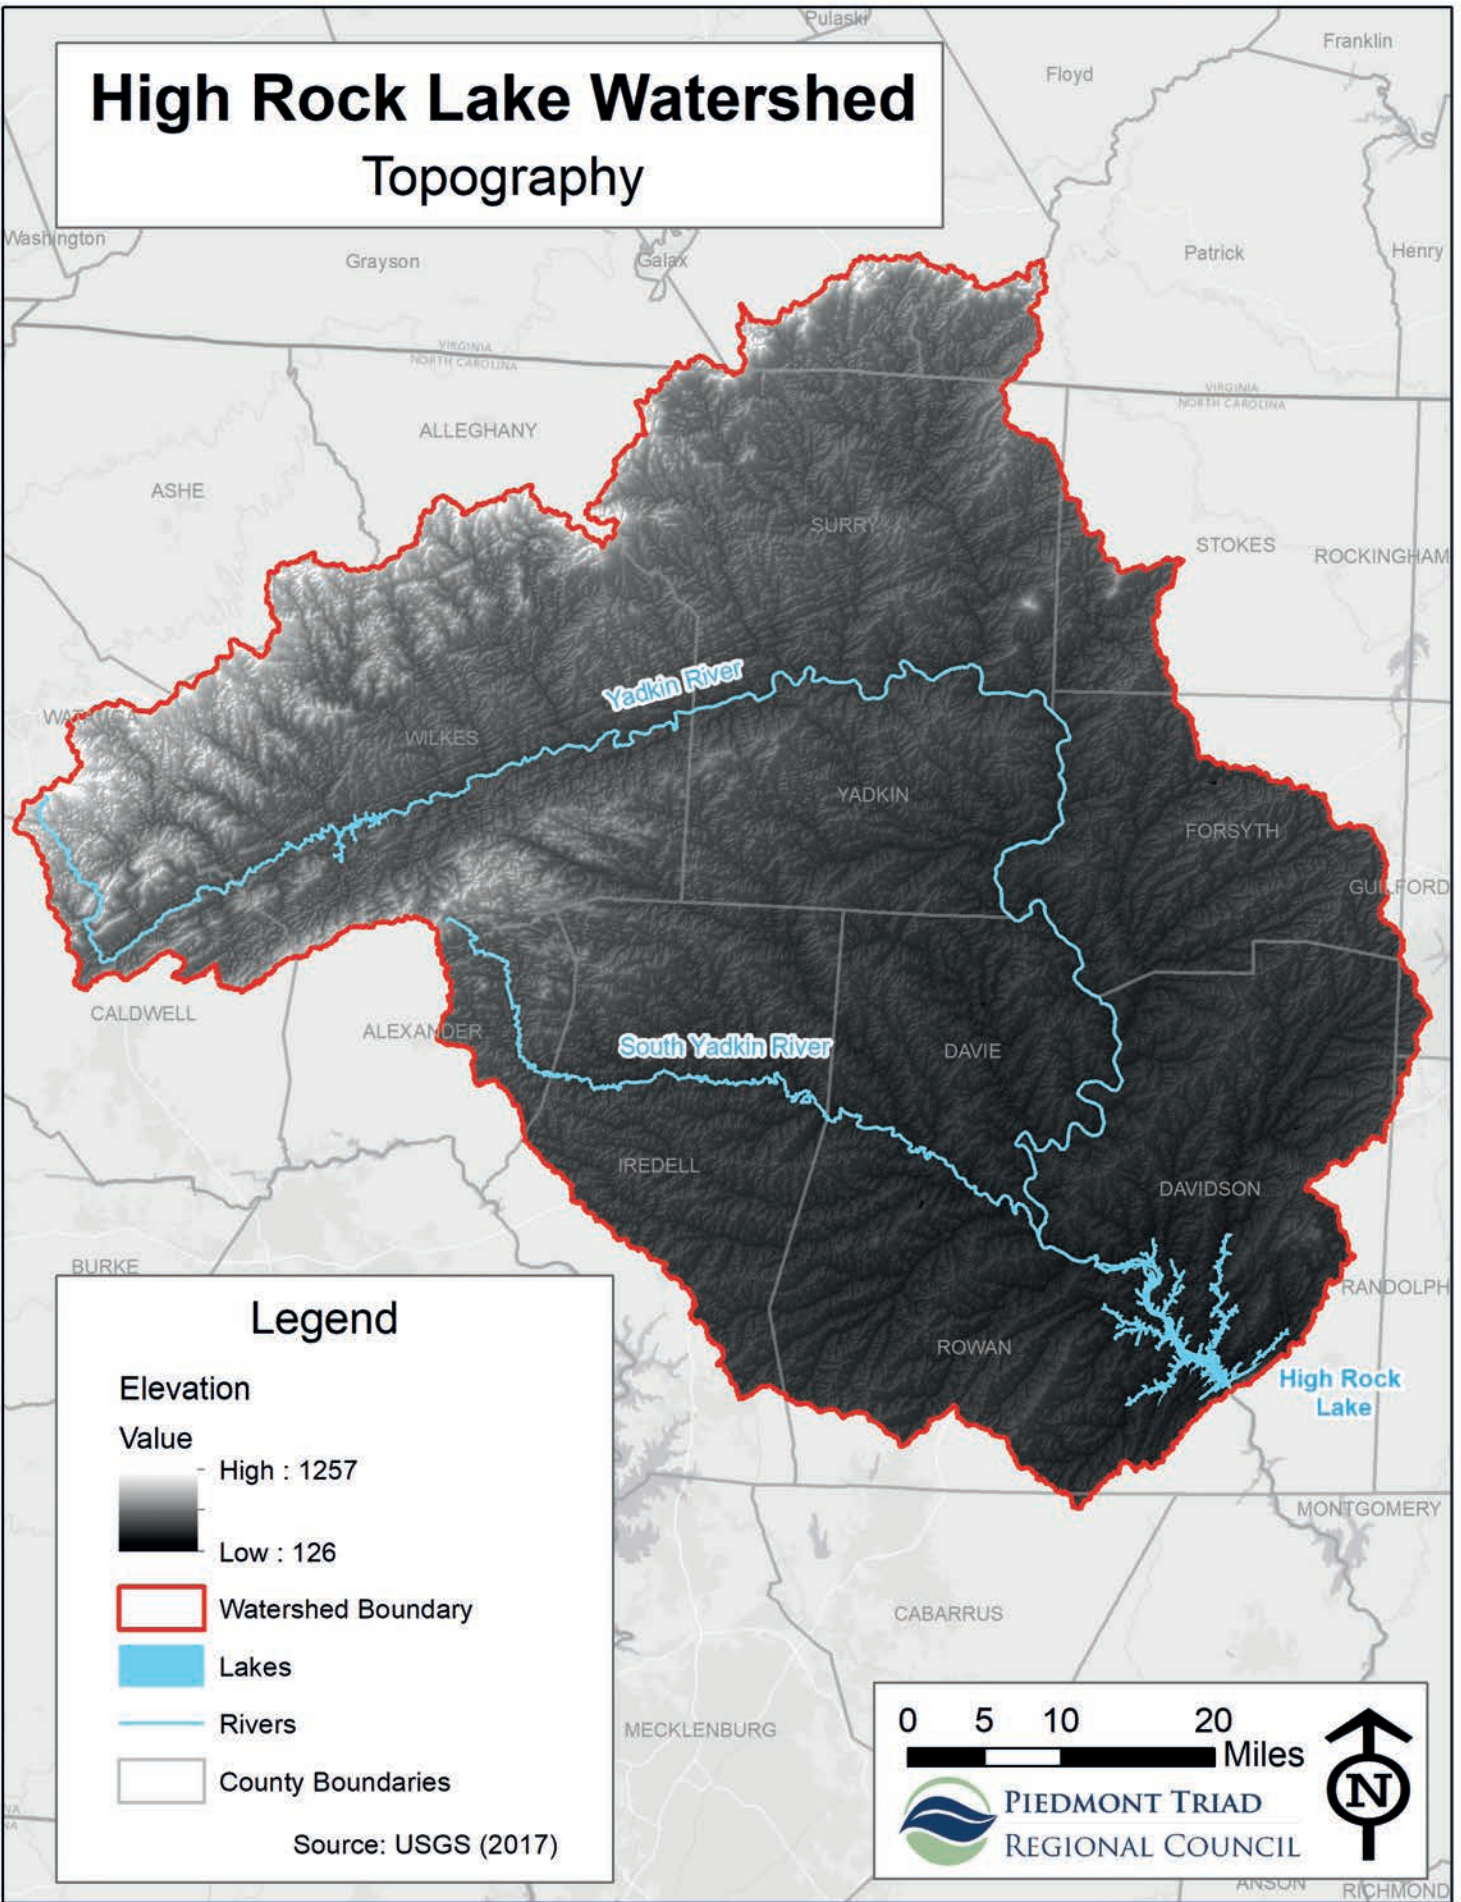 Pulaski
Franklin
Floyd
High Rock Lake Watershed
Topography
Washington
Grayson
Galax
Patrick
Henry
VIRGINIA
NORTH CAROLINA
VIRGINIA
NORTH CAROLINA
ALLEGHANY
ASHE
SURRY
STOKES
ROCKINGHAM
Yadkin River
WATAUGA
WILKES
YADKIN
FORSYTH
GUILFORD
CALDWELL
ALEXANDER
South Yadkin River
DAVIE
IREDELL
DAVIDSON
BURKE
RANDOLPH
ROWAN
High Rock
Lake
Legend
Elevation
Value
High : 1257
Low : 126
Watershed Boundary
Lakes
Rivers
County Boundaries
Source: USGS (2017)
MONTGOMERY
CABARRUS
MECKLENBURG
0 5 10 20
Miles
N
PIEDMONT TRIAD
REGIONAL COUNCIL
ANSON
RICHMOND